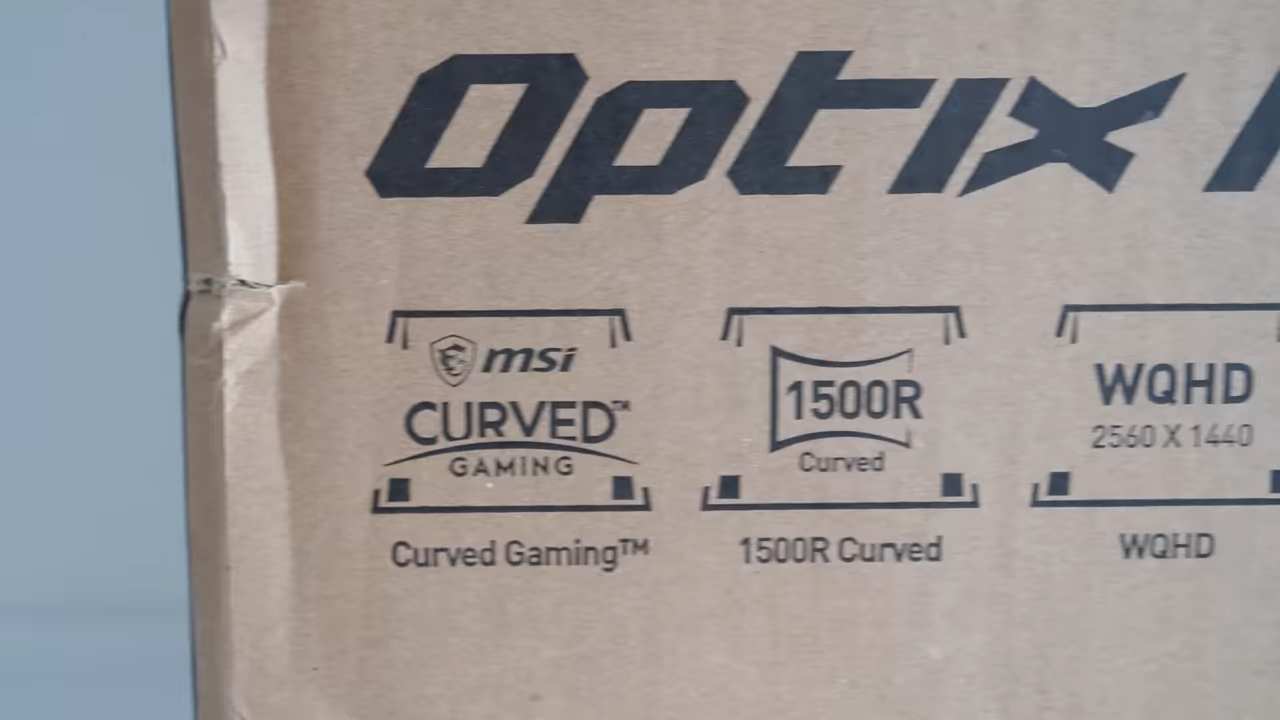 Optix
msi
CURVED™
GAMING
Curved Gaming™
1500R
Curved
1500R Curved
WQHD
2560 X 1440
WQHD